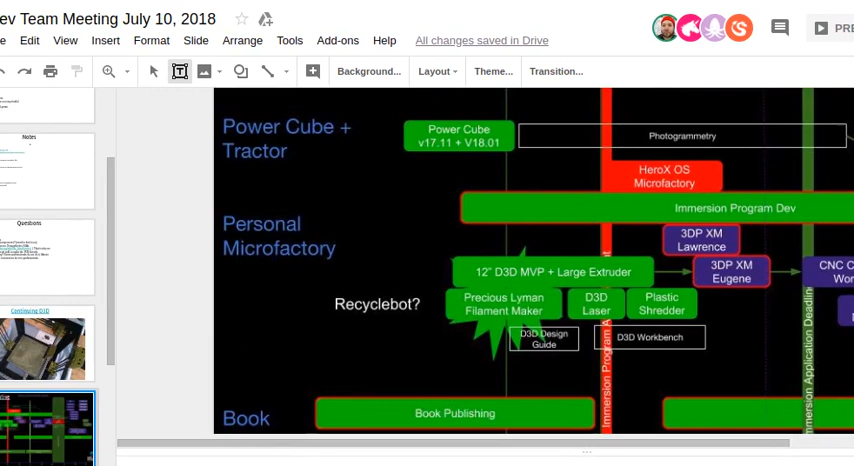 ev Team Meeting July 10, 2018
e Edit View Insert Format Slide Arrange Tools Add-ons Help All changes saved in Drive
PRE
Background... Layout Theme... Transition...
Notes
Questions
Continuing D3D
Power Cube +
Tractor
Power Cube
v17.11 + V18.01
Photogrammetry
HeroX OS
Microfactory
Immersion Program Dev
Personal
Microfactory
3DP XM
Lawrence
12" D3D MVP + Large Extruder
3DP XM
Eugene
CNC C
Wor
Recyclebot?
Precious Lyman
Filament Maker
D3D
Laser
Plastic
Shredder
D3D Design
Guide
D3D Workbench
Immersion Program A
mmersion Application Deadlin
Book
Book Publishing